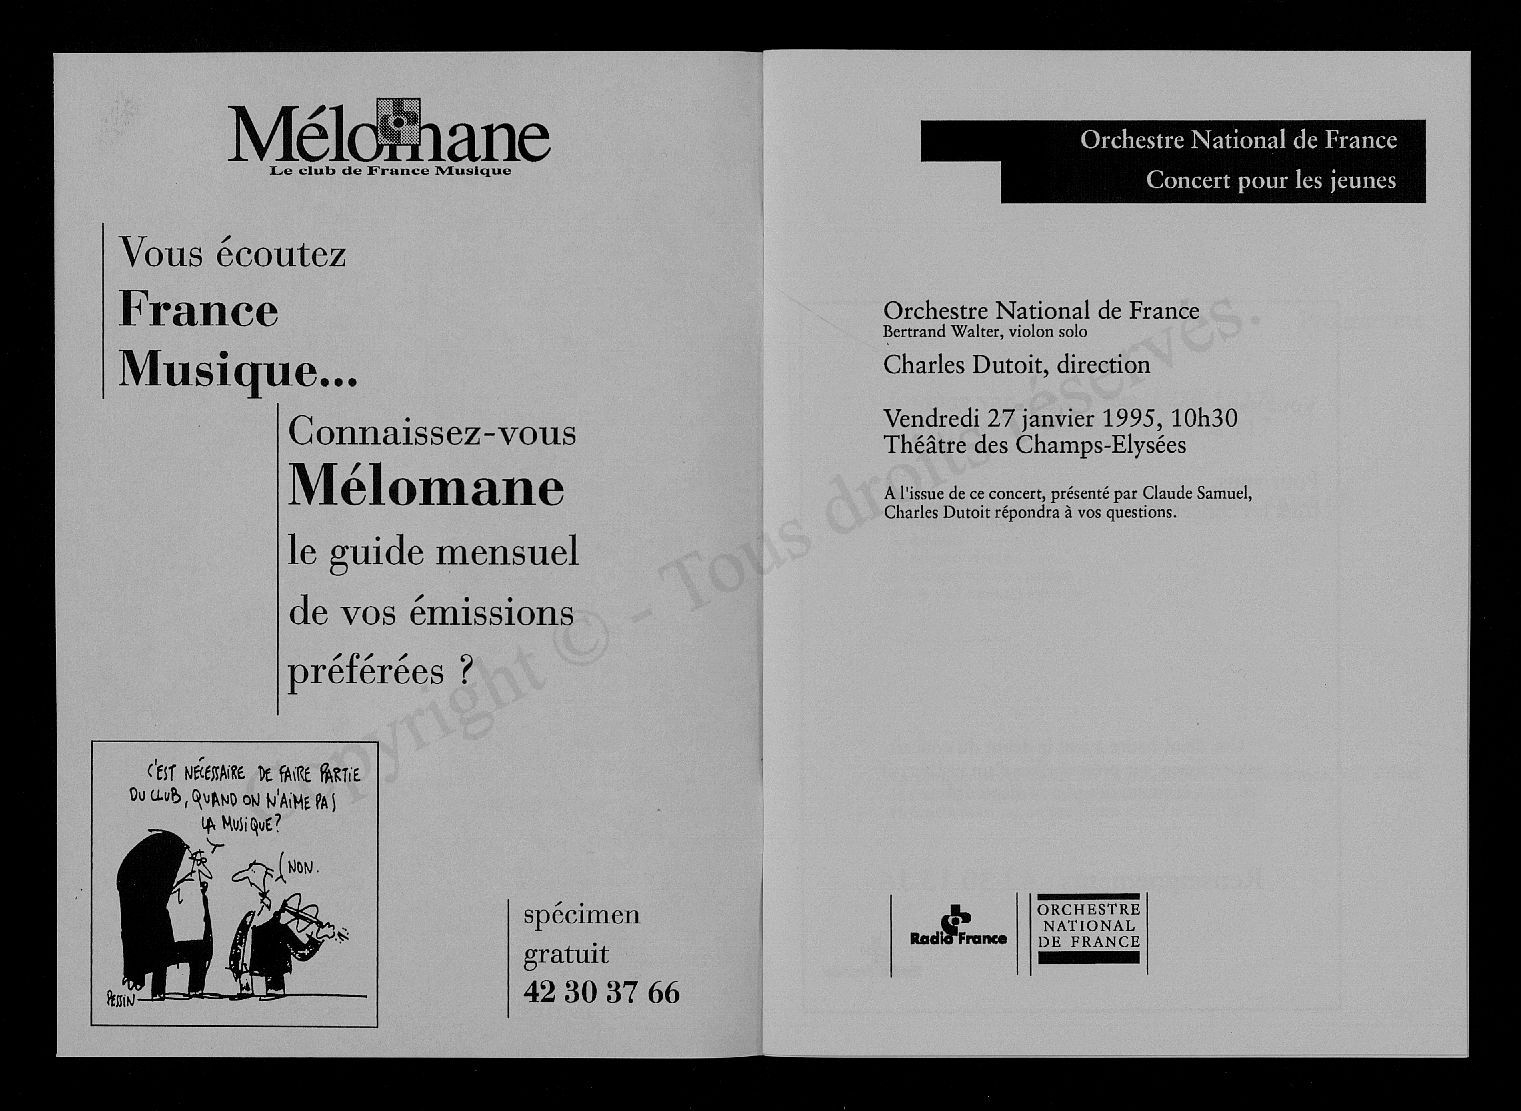 Mélomane
Le club de France Musique
Vous écoutez
France
Musique...
Connaissez-vous
Mélomane
le guide mensuel
de vos émissions
préférées ?
C'EST NÉCESSAIRE DE FAIRE PARTIE
DU CLUB, QUAND ON N'AIME PAS
LA MUSIQUE?
NON.
PESSIN
spécimen
gratuit
42 30 37 66
Orchestre National de France
Concert pour les jeunes
Orchestre National de France
Bertrand Walter, violon solo
Charles Dutoit, direction
Vendredi 27 janvier 1995, 10h30
Théâtre des Champs-Elysées
A l'issue de ce concert, présenté par Claude Samuel,
Charles Dutoit répondra à vos questions.
Radio France
ORCHESTRE
NATIONAL
DE FRANCE
Copyright © - Tous droits réservés.